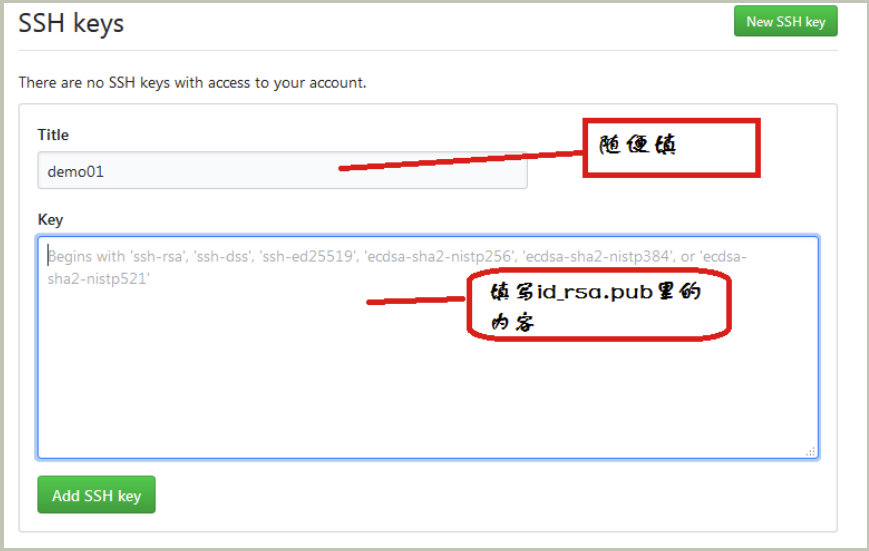 SSH keys
New SSH key
There are no SSH keys with access to your account.
Title
随便填
demo01
Key
Begins with 'ssh-rsa', 'ssh-dss', 'ssh-ed25519', 'ecdsa-sha2-nistp256', 'ecdsa-sha2-nistp384', or 'ecdsa-
sha2-nistp521'
填写id_rsa.pub里的
内容
Add SSH key